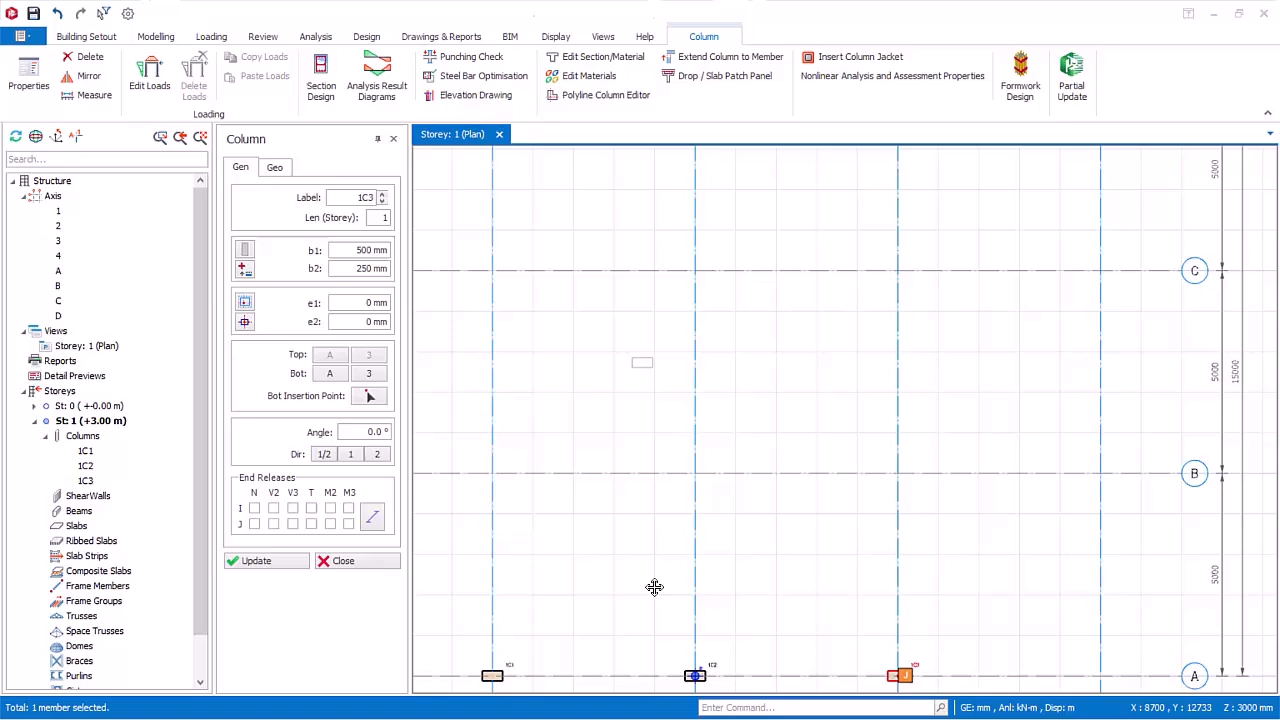 Building Setout Modelling Loading Review Analysis Design Drawings & Reports BIM Display Views Help Column
Properties
Delete
Mirror
Measure
Edit Loads
Delete Loads
Copy Loads
Paste Loads
Loading
Section Design
Analysis Result Diagrams
Punching Check
Steel Bar Optimisation
Elevation Drawing
Edit Section/Material
Edit Materials
Polyline Column Editor
Extend Column to Member
Drop / Slab Patch Panel
Insert Column Jacket
Nonlinear Analysis and Assessment Properties
Formwork Design
Partial Update
Search...
Structure
Axis
1
2
3
4
A
B
C
D
Views
Storey: 1 (Plan)
Reports
Detail Previews
Storeys
St: 0 ( +-0.00 m)
St: 1 (+3.00 m)
Columns
1C1
1C2
1C3
ShearWalls
Beams
Slabs
Ribbed Slabs
Slab Strips
Composite Slabs
Frame Members
Frame Groups
Trusses
Space Trusses
Domes
Braces
Purlins
Column
Gen Geo
Label: 1C3
Len (Storey): 1
b1: 500 mm
b2: 250 mm
e1: 0 mm
e2: 0 mm
Top: A 3
Bot: A 3
Bot Insertion Point:
Angle: 0.0 °
Dir: 1/2 1 2
End Releases
N V2 V3 T M2 M3
I
J
Update Close
Storey: 1 (Plan)
5000
C
5000
15000
B
5000
1C1
1C2
J
A
Total: 1 member selected.
Enter Command...
GE: mm , Anl: kN-m , Disp: m
X : 8700 , Y : 12733
Z : 3000 mm